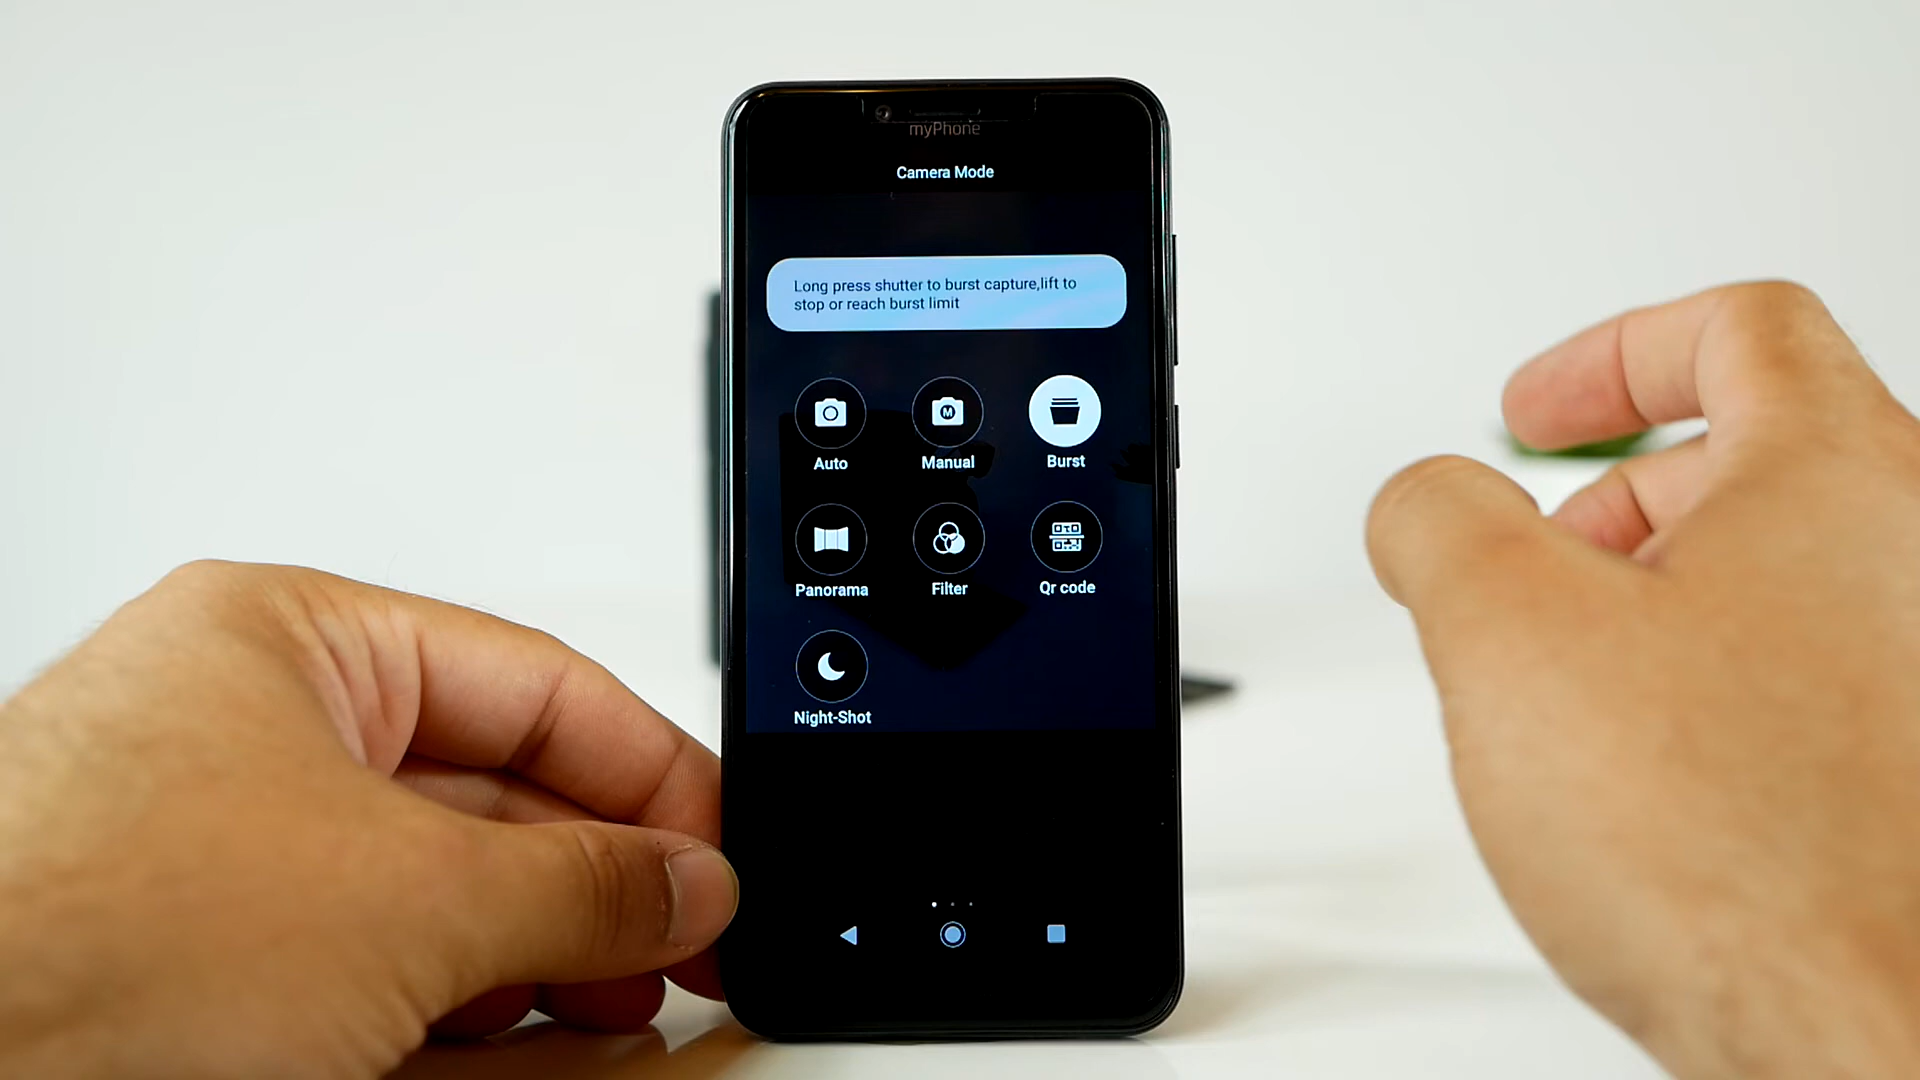 myPhone
Camera Mode
Long press shutter to burst capture,lift to
stop or reach burst limit
M
Auto
Manual
Burst
Panorama
Filter
Qr code
Night-Shot